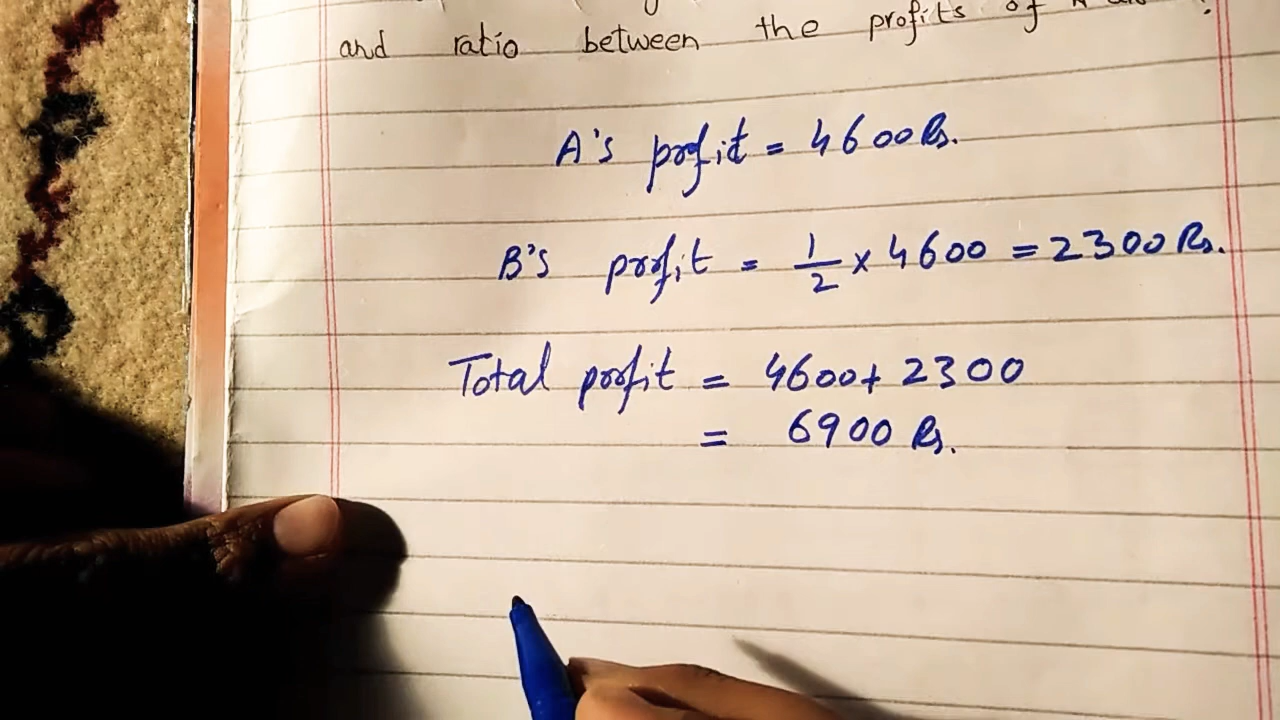 and ratio between the profits of
A's profit = 4600 Rs.
B's profit = 1/2 × 4600 = 2300 Rs.
Total profit = 4600 + 2300
= 6900 Rs.